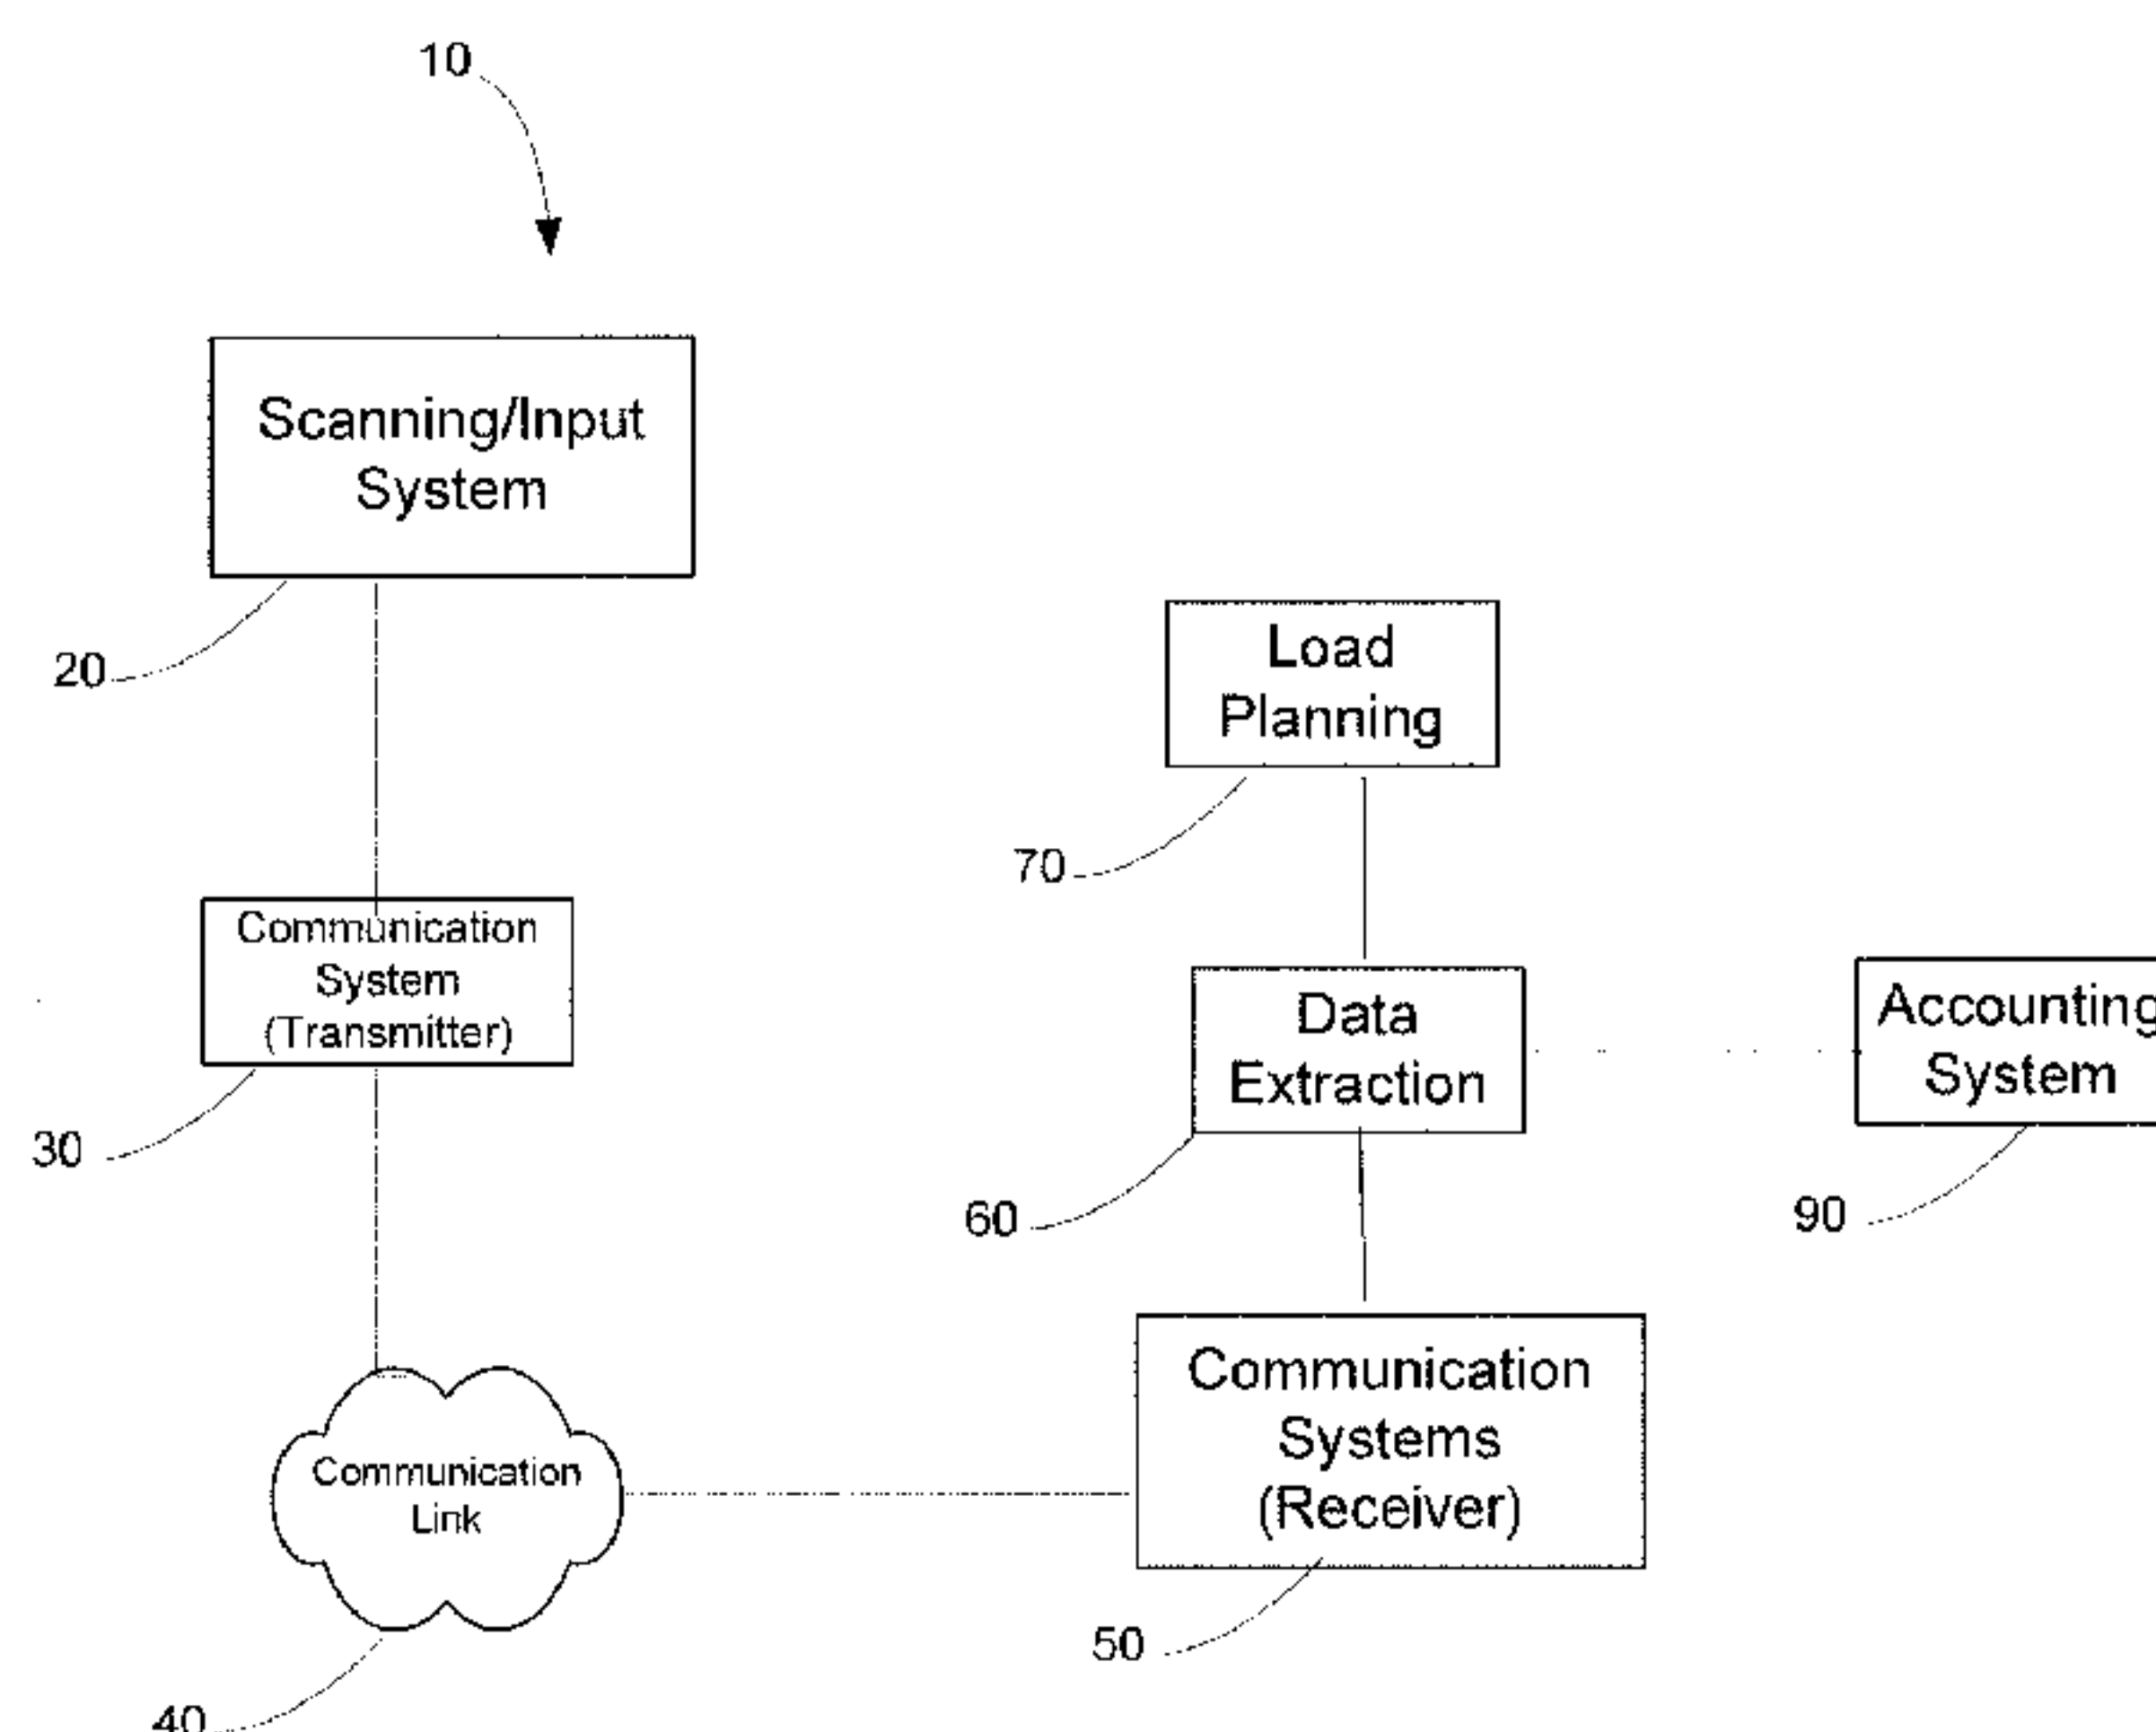 10
Scanning/Input
System
20
Load
Planning
70
Communication
System
(Transmitter)
30
Data
Extraction
60
Accounting
System
90
Communication
Link
40
Communication
Systems
(Receiver)
50